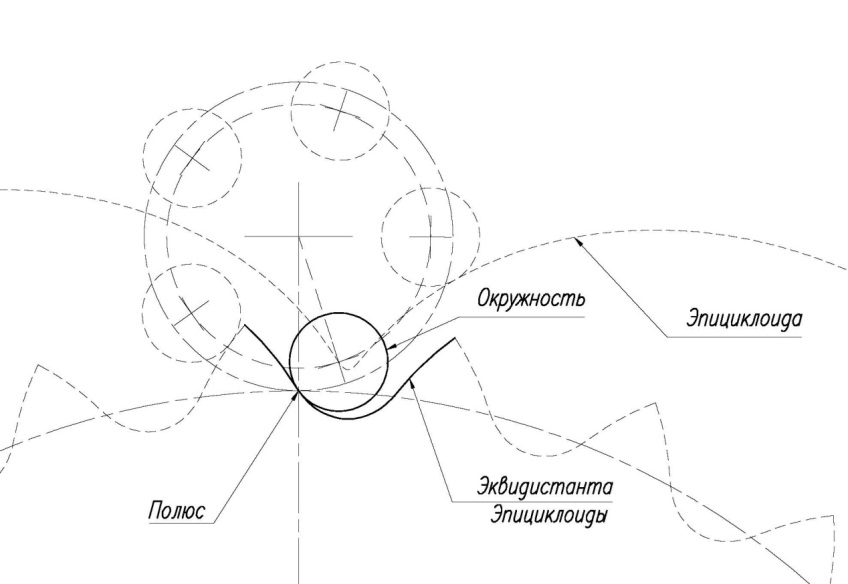 Окружность
Эпициклоида
Полюс
Эквидистанта
Эпициклоиды